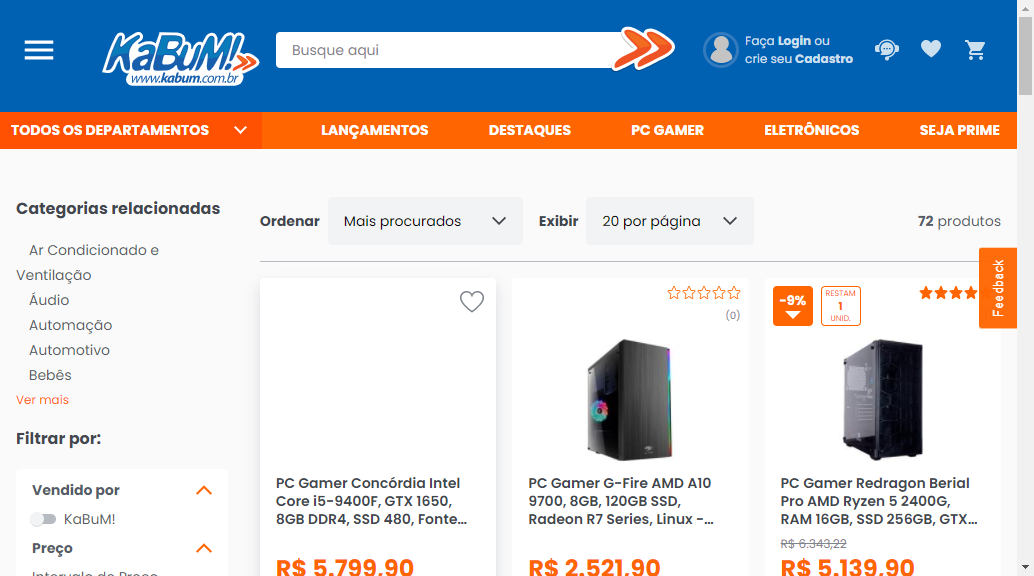 KaBuM!
www.kabum.com.br
Busque aqui
Faça Login ou
crie seu Cadastro
TODOS OS DEPARTAMENTOS
LANÇAMENTOS
DESTAQUES
PC GAMER
ELETRÔNICOS
SEJA PRIME
Categorias relacionadas
Ar Condicionado e
Ventilação
Áudio
Automação
Automotivo
Bebês
Ver mais
Filtrar por:
Vendido por
KaBuM!
Preço
Intervalo de Preço
Ordenar
Mais procurados
Exibir
20 por página
72 produtos
Feedback
PC Gamer Concórdia Intel
Core i5-9400F, GTX 1650,
8GB DDR4, SSD 480, Fonte...
R$ 5.799,90
(0)
PC Gamer G-Fire AMD A10
9700, 8GB, 120GB SSD,
Radeon R7 Series, Linux -...
R$ 2.521,90
-9%
RESTAM
1
UNID.
PC Gamer Redragon Berial
Pro AMD Ryzen 5 2400G,
RAM 16GB, SSD 256GB, GTX...
R$ 6.343,22
R$ 5.139,90